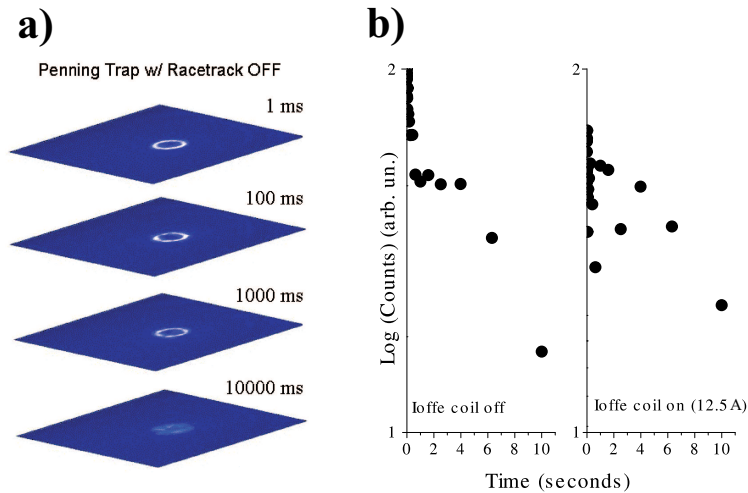 a)
Penning Trap w/ Racetrack OFF
1 ms
100 ms
1000 ms
10000 ms
b)
Log (Counts) (arb. un.)
2
1
Ioffe coil off
0 2 4 6 8 10
2
1
Ioffe coil on (12.5A)
0 2 4 6 8 10
Time (seconds)